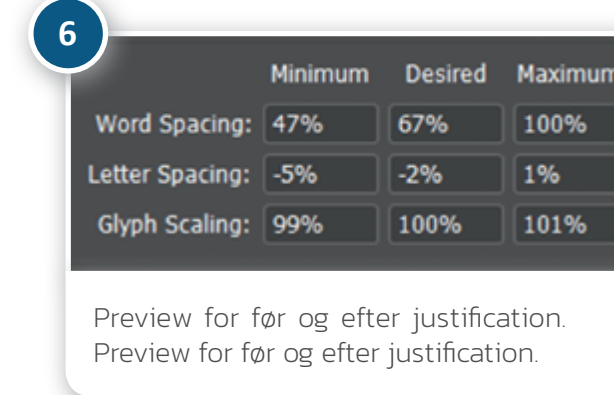 6
Minimum Desired Maximum
Word Spacing: 47% 67% 100%
Letter Spacing: -5% -2% 1%
Glyph Scaling: 99% 100% 101%
Preview for før og efter justification.
Preview for før og efter justification.